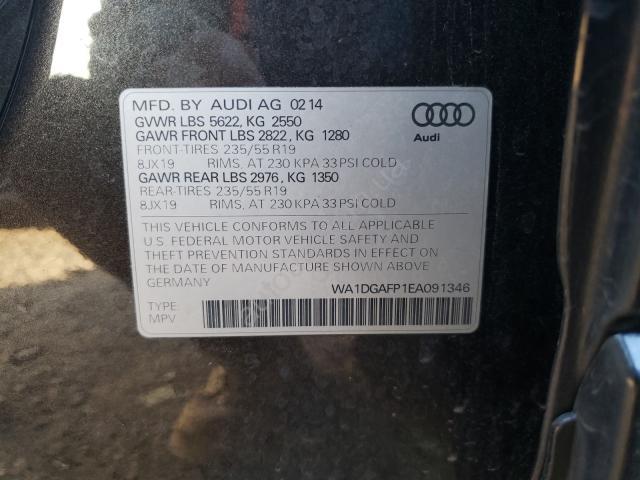 MFD. BY AUDI AG 02 14
GVWR LBS 5622, KG 2550
GAWR FRONT LBS 2822, KG 1280
FRONT-TIRES 235/55 R19
8JX19 RIMS, AT 230 KPA 33 PSI COLD
GAWR REAR LBS 2976, KG 1350
REAR-TIRES 235/55 R19
8JX19 RIMS, AT 230 KPA 33 PSI COLD
Audi
THIS VEHICLE CONFORMS TO ALL APPLICABLE
U.S. FEDERAL MOTOR VEHICLE SAFETY AND
THEFT PREVENTION STANDARDS IN EFFECT ON
THE DATE OF MANUFACTURE SHOWN ABOVE.
WA1DGAFP1EA091346
TYPE:
MPV